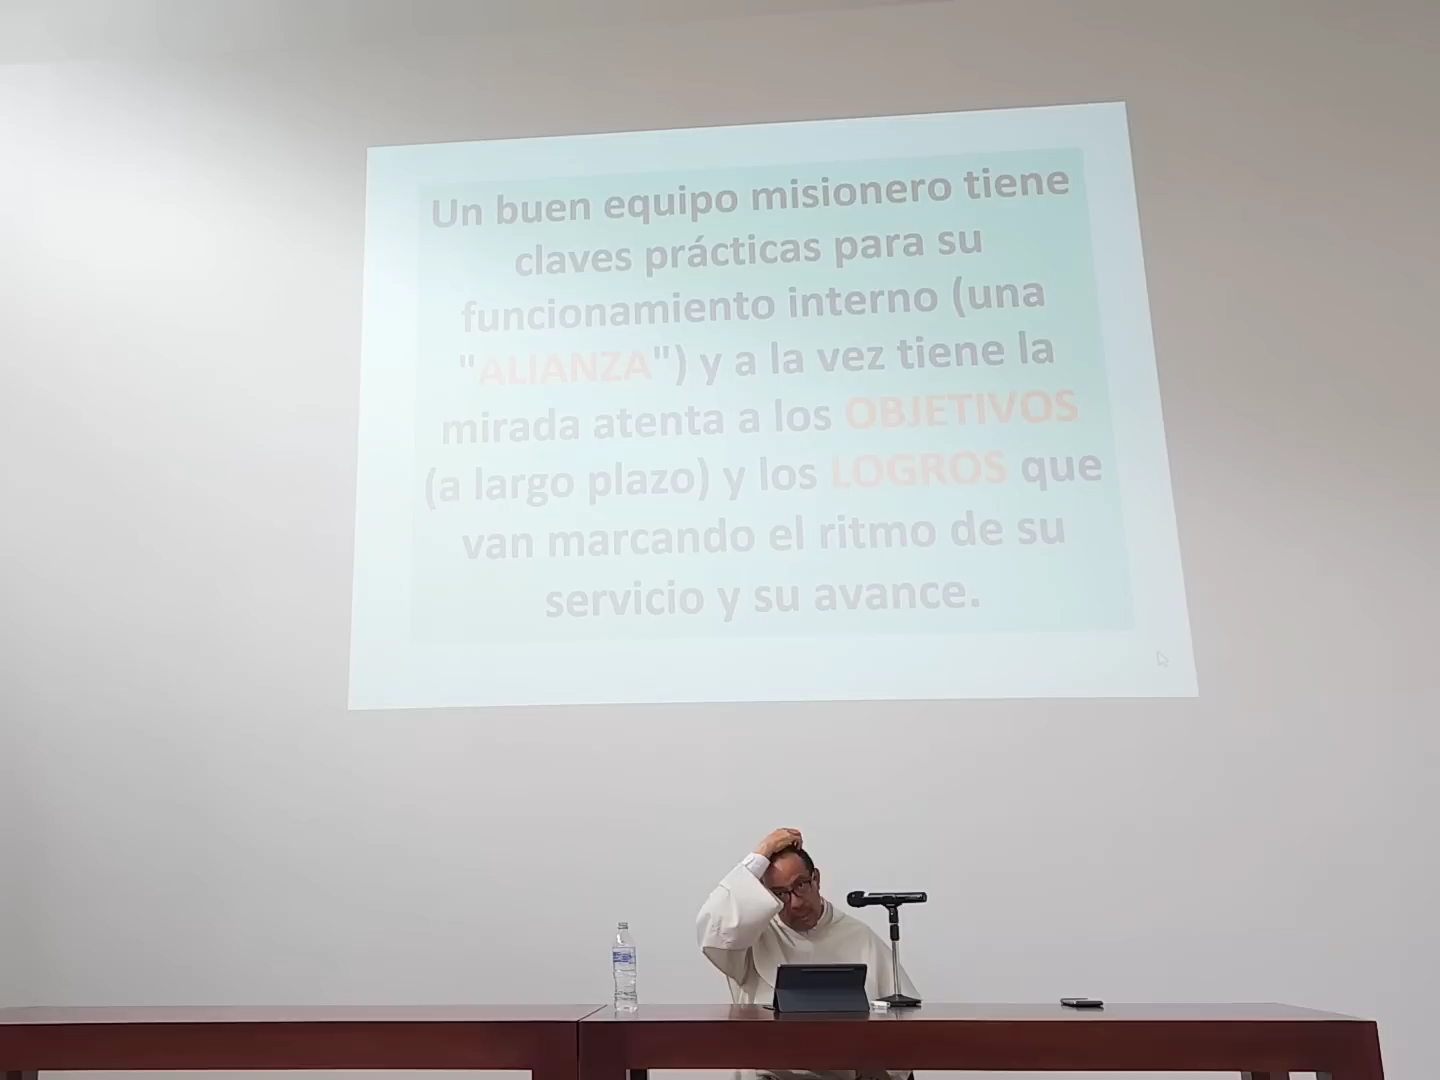 Un buen equipo misionero tiene
claves prácticas para su
funcionamiento interno (una
"ALIANZA") y a la vez tiene la
mirada atenta a los OBJETIVOS
(a largo plazo) y los LOGROS que
van marcando el ritmo de su
servicio y su avance.